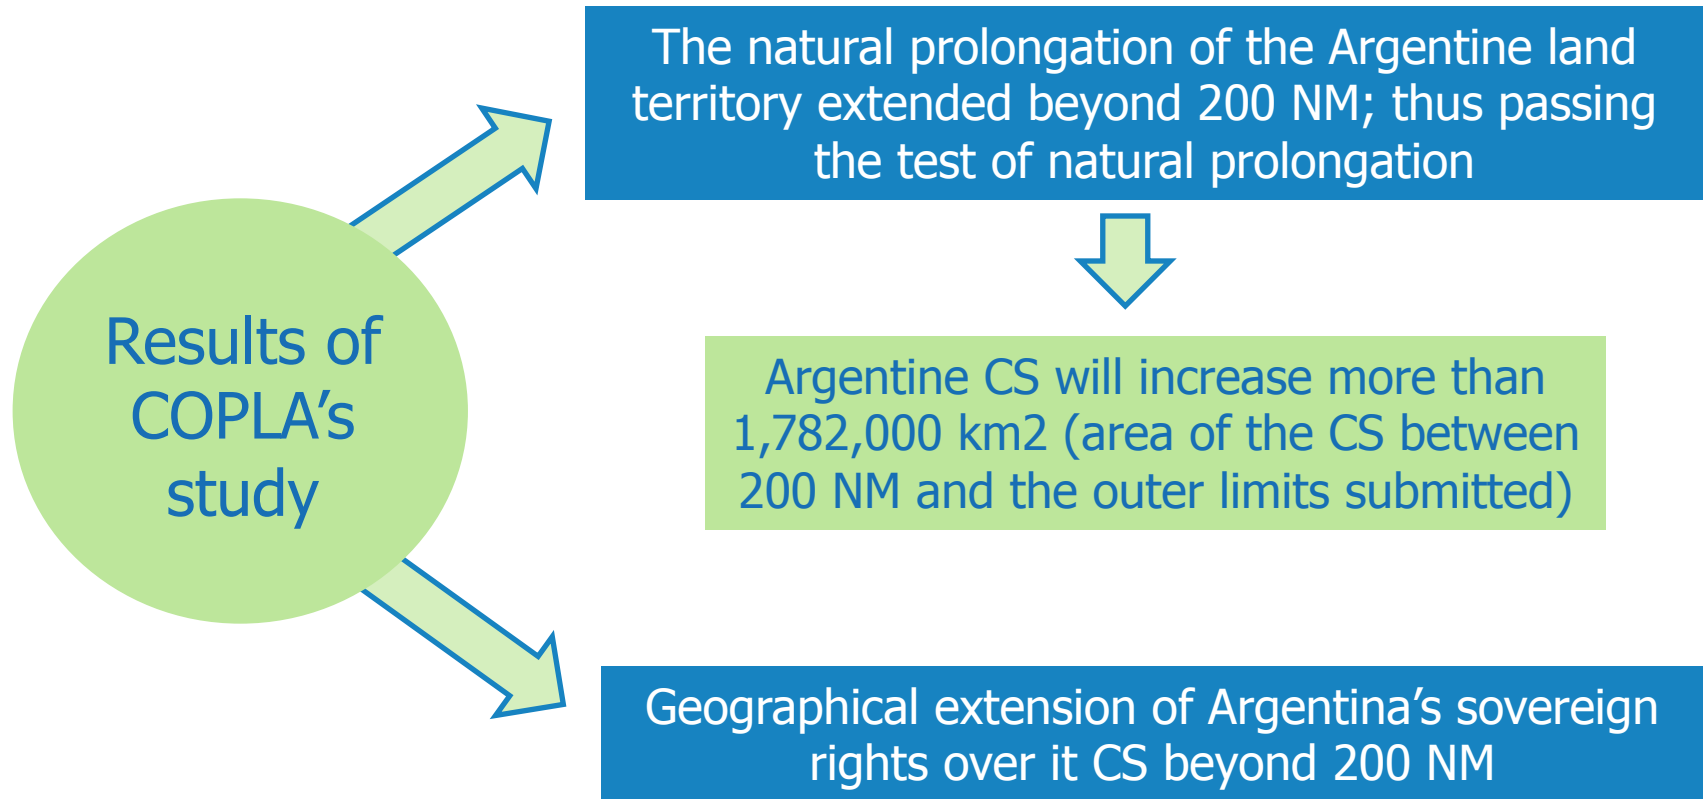 The natural prolongation of the Argentine land
territory extended beyond 200 NM; thus passing
the test of natural prolongation
Results of
COPLA’s
study
Argentine CS will increase more than
1,782,000 km2 (area of the CS between
200 NM and the outer limits submitted)
Geographical extension of Argentina’s sovereign
rights over it CS beyond 200 NM